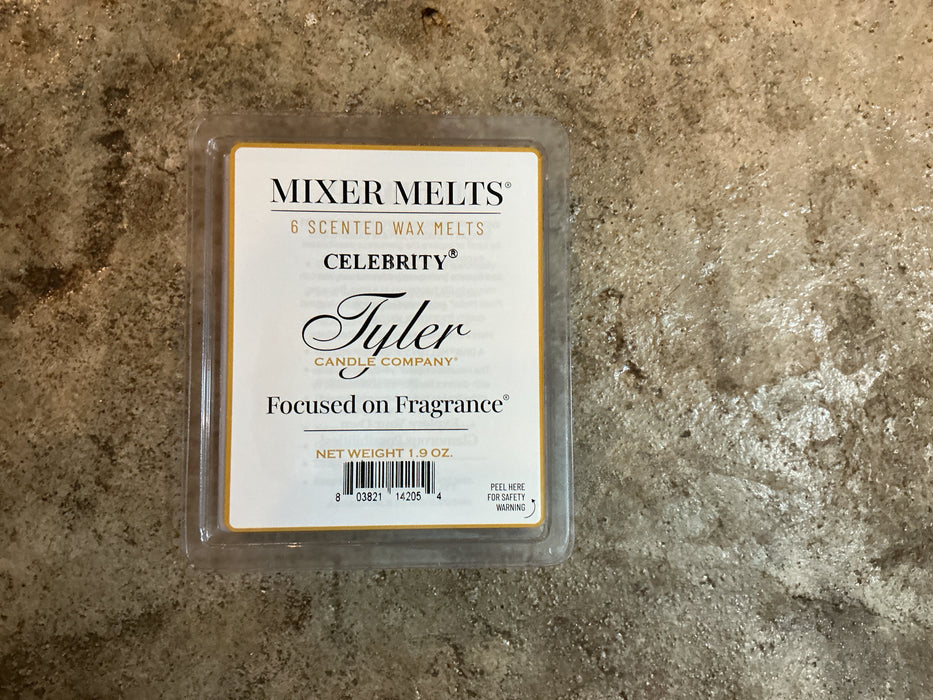 MIXER MELTS®
6 SCENTED WAX MELTS
CELEBRITY®
Tyler
CANDLE COMPANY®
Focused on Fragrance®
NET WEIGHT 1.9 OZ.
8 03821 14205 4
PEEL HERE
FOR SAFETY
WARNING